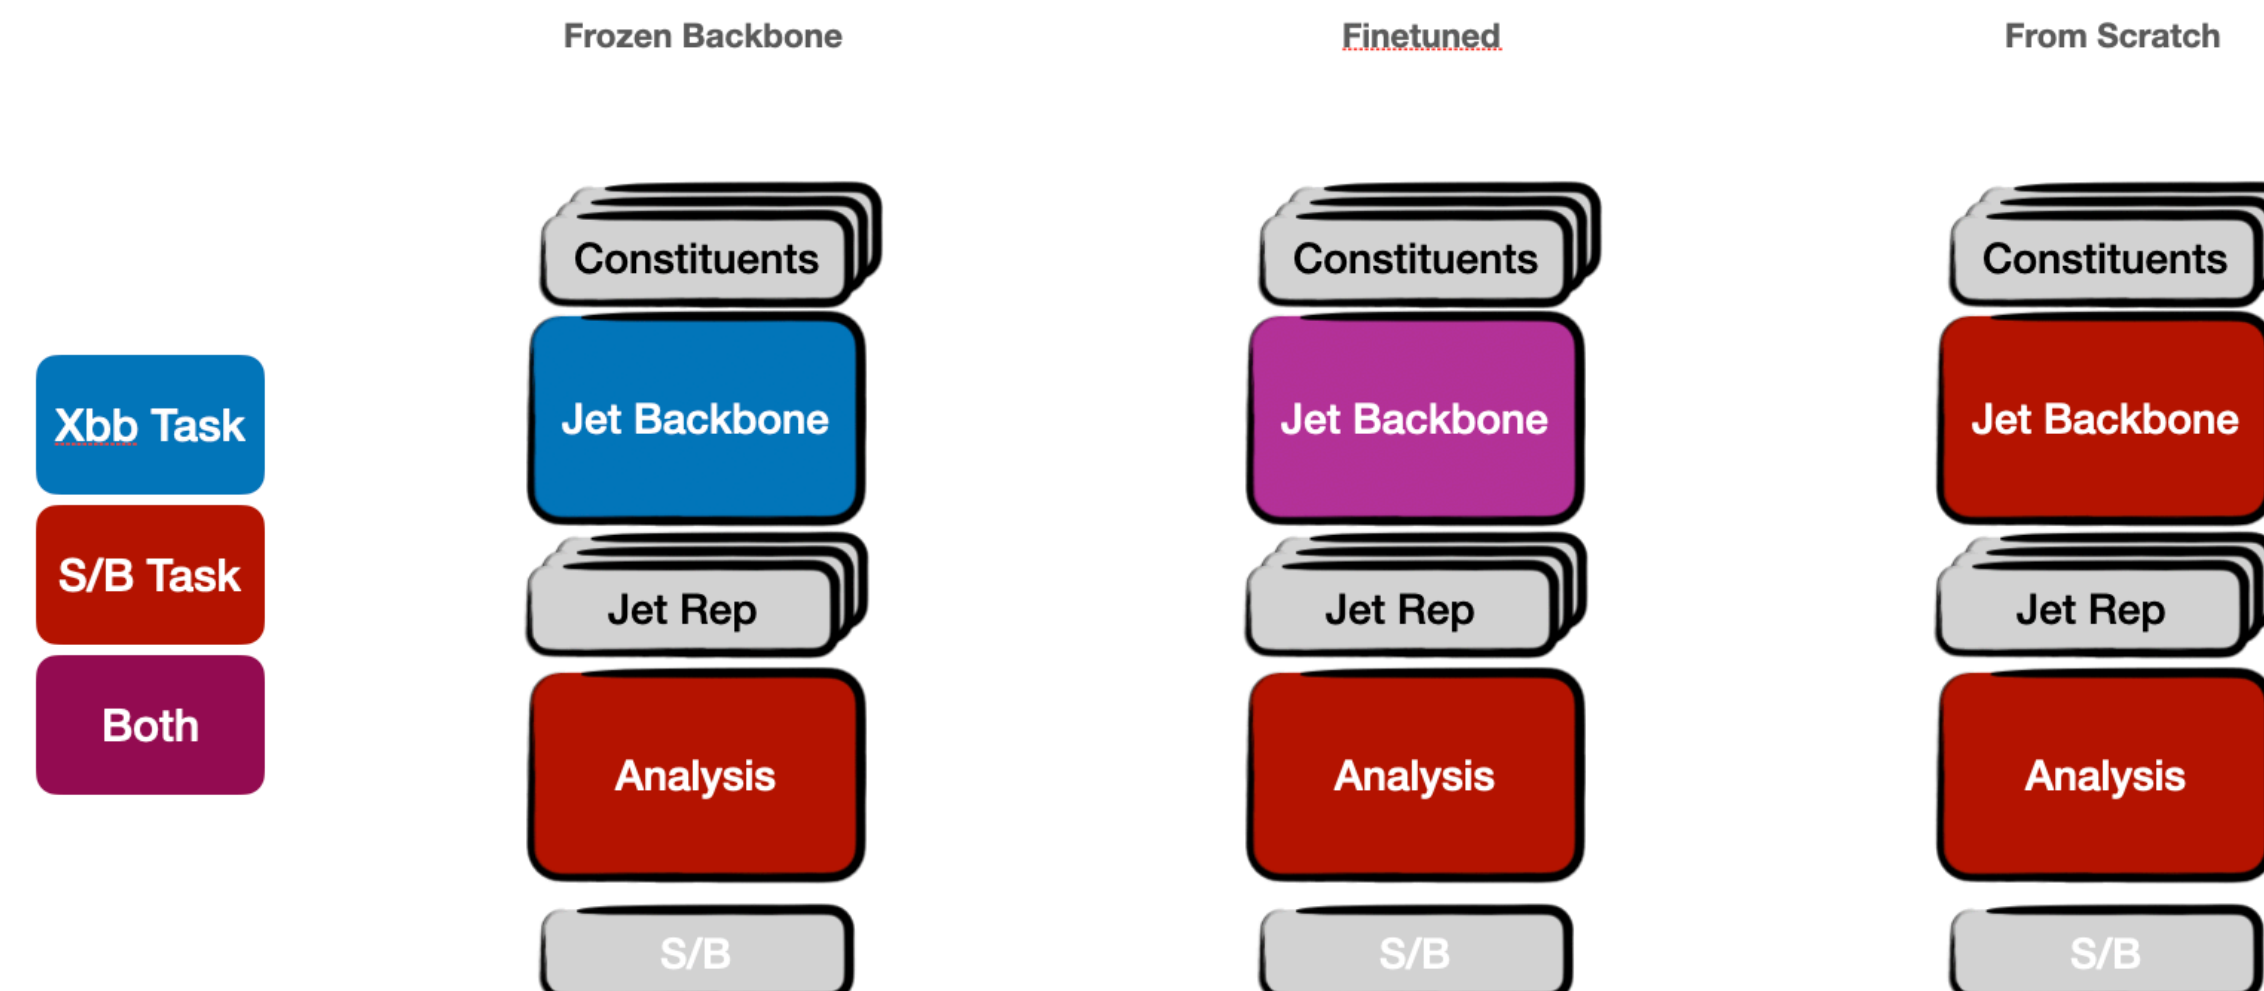 Frozen Backbone
Finetuned
From Scratch
Xbb Task
S/B Task
Both
Constituents
Jet Backbone
Jet Rep
Analysis
S/B
Constituents
Jet Backbone
Jet Rep
Analysis
S/B
Constituents
Jet Backbone
Jet Rep
Analysis
S/B